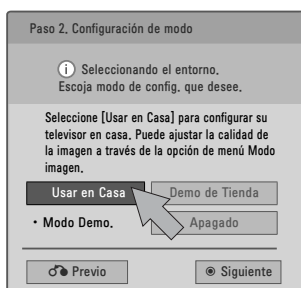 Paso 2. Configuración de modo
i Seleccionando el entorno.
Escoja modo de config. que desee.
Seleccione [Usar en Casa] para configurar su
televisor en casa. Puede ajustar la calidad de
la imagen a través de la opción de menú Modo
imagen.
Usar en Casa Demo de Tienda
• Modo Demo. Apagado
Previo Siguiente